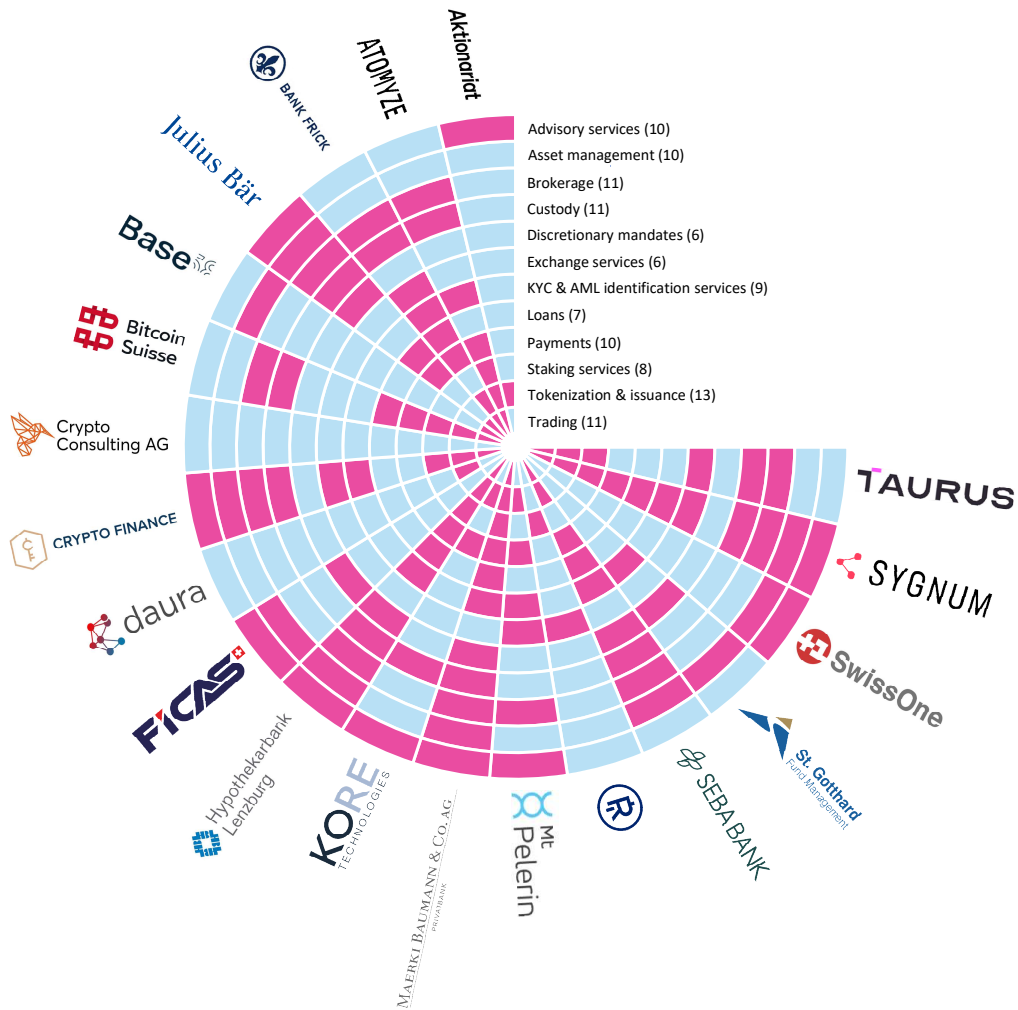 Aktionariat
ATOMYZE
BANK FRICK
Julius Bär
Base
Bitcoin
Suisse
Crypto
Consulting AG
CRYPTO FINANCE
daura
FiCAS
Hypothekarbank
Lenzburg
KORE
TECHNOLOGIES
MAERKI BAUMANN & CO. AG
PRIVATBANK
Mt
Pelerin
R
SEBA BANK
St. Gotthard
Fund Management
SwissOne
SYGNUM
TAURUS
Advisory services (10)
Asset management (10)
Brokerage (11)
Custody (11)
Discretionary mandates (6)
Exchange services (6)
KYC & AML identification services (9)
Loans (7)
Payments (10)
Staking services (8)
Tokenization & issuance (13)
Trading (11)